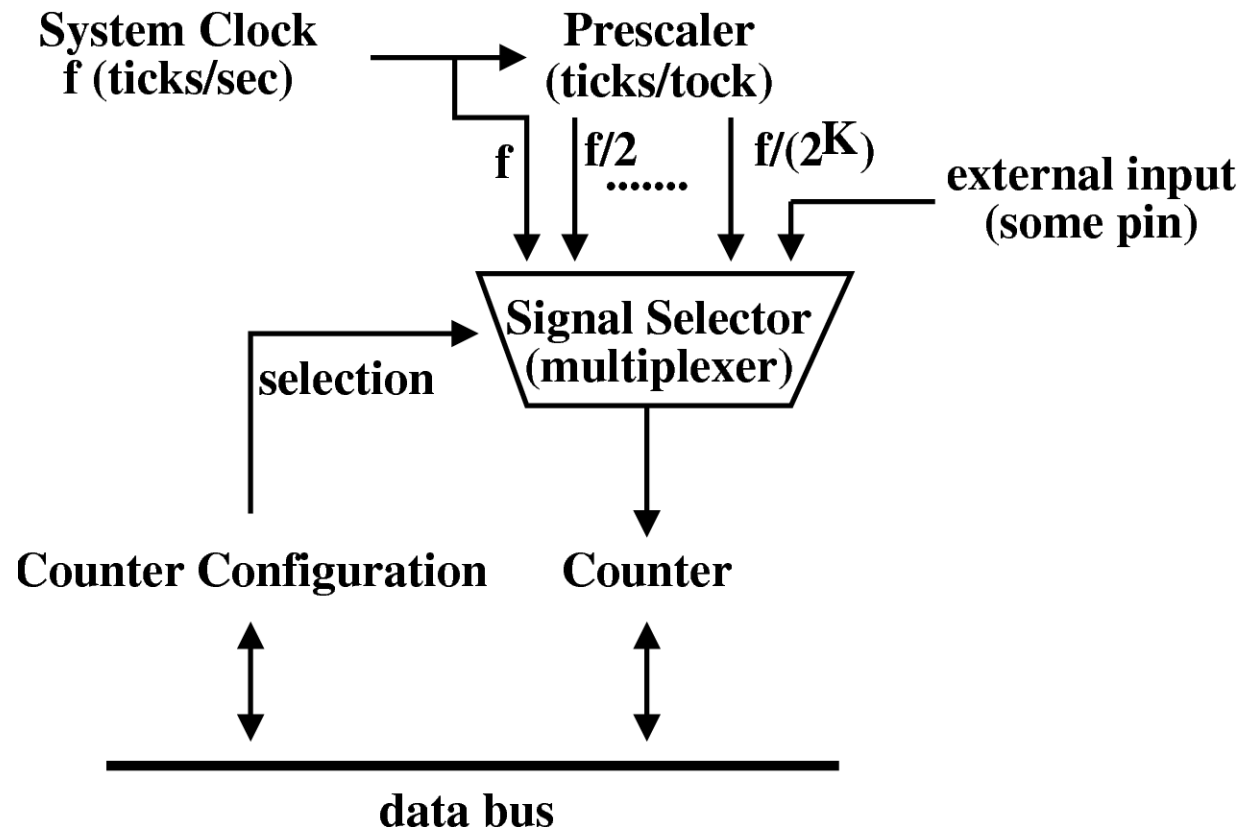 System Clock
f (ticks/sec)
Prescaler
(ticks/tock)
f
f/2
.......
f/(2^K)
external input
(some pin)
Signal Selector
(multiplexer)
selection
Counter Configuration
Counter
data bus